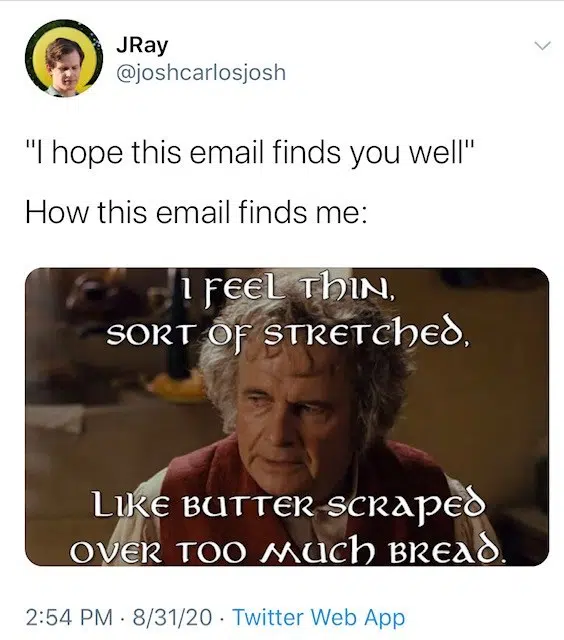 JRay
@joshcarlosjosh
"I hope this email finds you well"
How this email finds me:
I FEEL THIN,
SORT OF STRETCHED,
LIKE BUTTER SCRAPED
OVER TOO MUCH BREAD.
2:54 PM · 8/31/20 · Twitter Web App